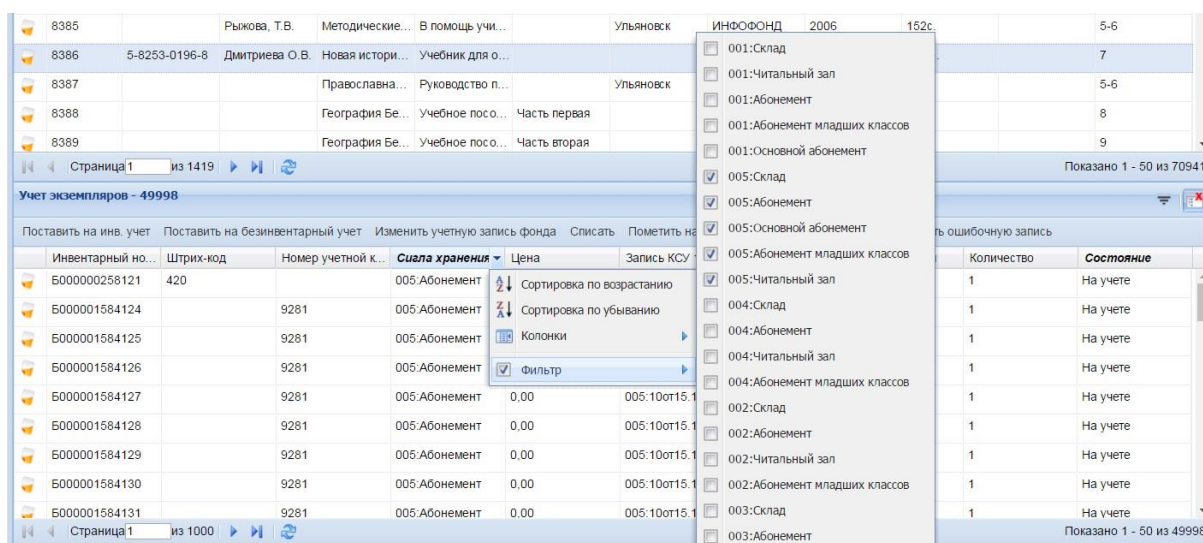 8385 Рыжова, Т.В. Методические... В помощь учи... Ульяновск ИНФОФОНД 2006 152с. 5-6
8386 5-8253-0196-8 Дмитриева О.В. Новая истори... Учебник для о... 7
8387 Православна... Руководство п... Ульяновск 5-6
8388 География Бе... Учебное посо... Часть первая 8
8389 География Бе... Учебное посо... Часть вторая 9
Страница 1 из 1419 Показано 1 - 50 из 70941
Учет экземпляров - 49998
Поставить на инв. учет Поставить на безинвентарный учет Изменить учетную запись фонда Списать Пометить на ошибочную запись
Инвентарный но... Штрих-код Номер учетной к... Сигла хранения Цена Запись КСУ Количество Состояние
Б000000258121 420 005:Абонемент 1 На учете
Б000001584124 9281 005:Абонемент 1 На учете
Б000001584125 9281 005:Абонемент 1 На учете
Б000001584126 9281 005:Абонемент 1 На учете
Б000001584127 9281 005:Абонемент 0,00 005:10от15.1 1 На учете
Б000001584128 9281 005:Абонемент 0,00 005:10от15.1 1 На учете
Б000001584129 9281 005:Абонемент 0,00 005:10от15.1 1 На учете
Б000001584130 9281 005:Абонемент 0,00 005:10от15.1 1 На учете
Б000001584131 9281 005:Абонемент 0,00 005:10от15.1 1 На учете
Страница 1 из 1000 Показано 1 - 50 из 49998
Сортировка по возрастанию
Сортировка по убыванию
Колонки
Фильтр
001:Склад
001:Читальный зал
001:Абонемент
001:Абонемент младших классов
001:Основной абонемент
005:Склад
005:Абонемент
005:Основной абонемент
005:Абонемент младших классов
005:Читальный зал
004:Склад
004:Абонемент
004:Читальный зал
004:Абонемент младших классов
002:Склад
002:Абонемент
002:Читальный зал
002:Абонемент младших классов
003:Склад
003:Абонемент